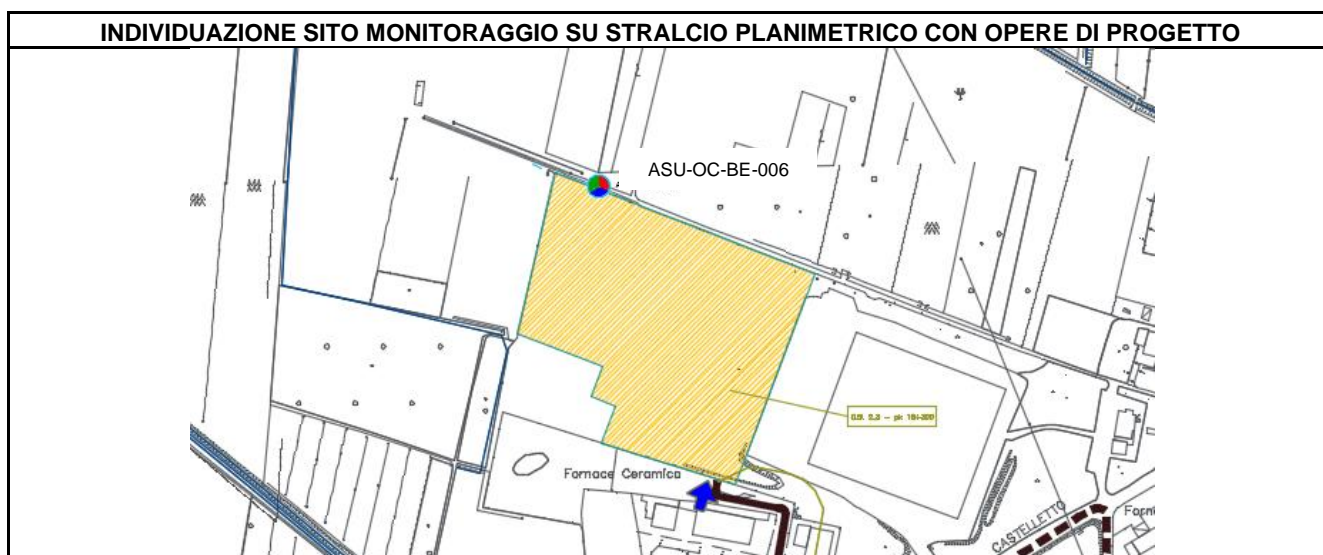 INDIVIDUAZIONE SITO MONITORAGGIO SU STRALCIO PLANIMETRICO CON OPERE DI PROGETTO
ASU-OC-BE-006
Fornace Ceramica
CASTELLETTO